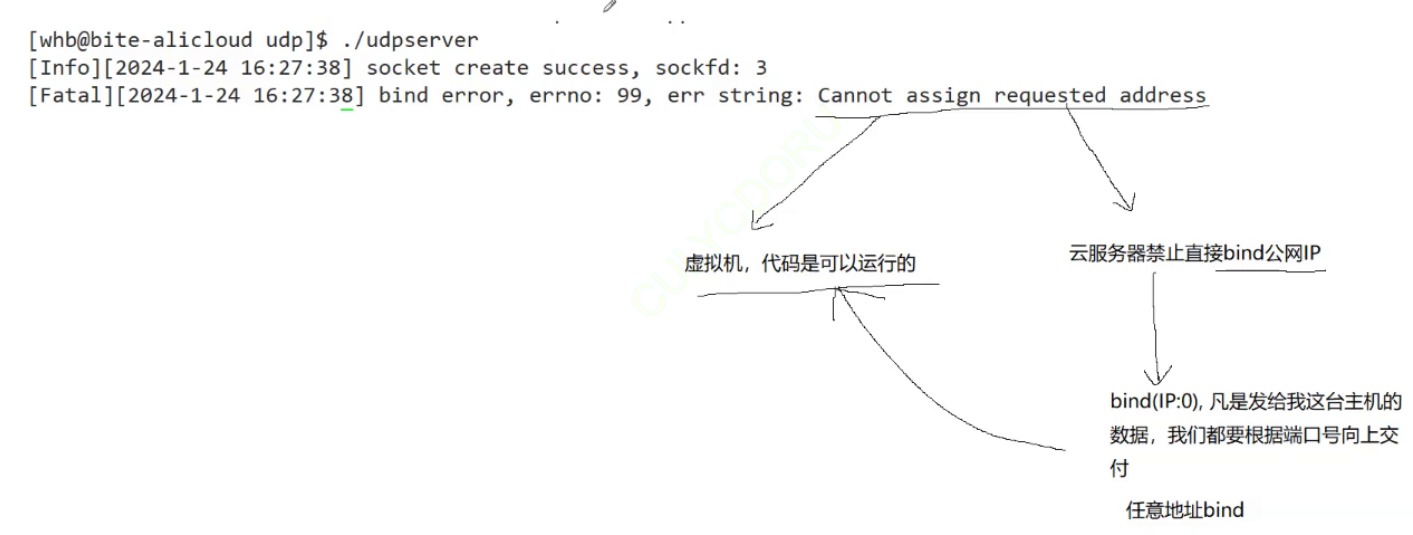 [whb@bite-alicloud udp]$ ./udpserver
[Info][2024-1-24 16:27:38] socket create success, sockfd: 3
[Fatal][2024-1-24 16:27:38] bind error, errno: 99, err string: Cannot assign requested address
虚拟机，代码是可以运行的
云服务器禁止直接bind公网IP
bind(IP:0), 凡是发给我这台主机的
数据，我们都要根据端口号向上交
付
任意地址bind